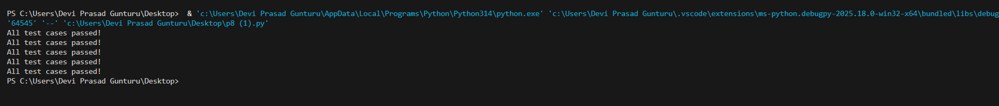 PS C:\Users\Devi Prasad Gunturu\Desktop>  & 'c:\Users\Devi Prasad Gunturu\AppData\Local\Programs\Python\Python314\python.exe' 'c:\Users\Devi Prasad Gunturu\.vscode\extensions\ms-python.debugpy-2025.18.0-win32-x64\bundled\libs\debug
'64545' '--' 'c:\Users\Devi Prasad Gunturu\Desktop\p8 (1).py'
All test cases passed!
All test cases passed!
All test cases passed!
All test cases passed!
All test cases passed!
PS C:\Users\Devi Prasad Gunturu\Desktop>